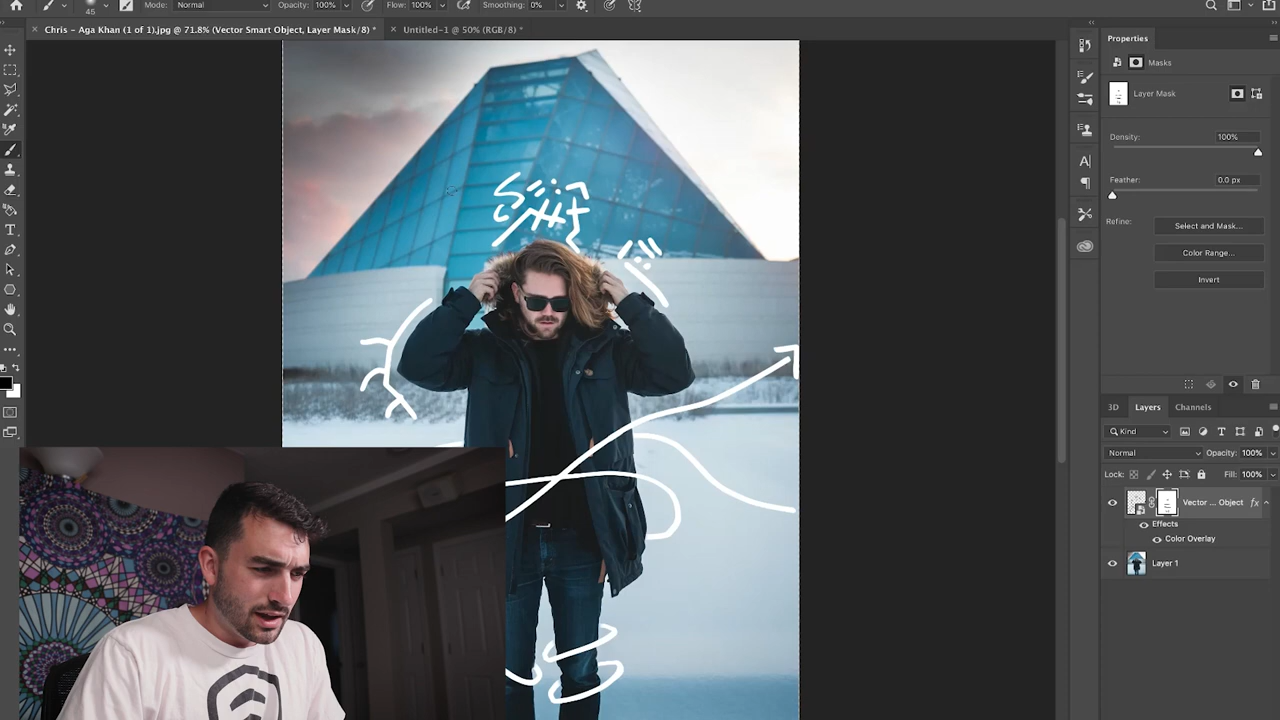 45
Mode:
Normal
Opacity:
100%
Flow:
100%
Smoothing:
0%
Chris - Aga Khan (1 of 1).jpg @ 71.8% (Vector Smart Object, Layer Mask/8) *
Untitled-1 @ 50% (RGB/8) *
Properties
Masks
Layer Mask
Density:
100%
Feather:
0.0 px
Refine:
Select and Mask...
Color Range...
Invert
3D
Layers
Channels
Kind
Normal
Opacity:
100%
Lock:
Fill:
100%
Vector ... Object
fx
Effects
Color Overlay
Layer 1